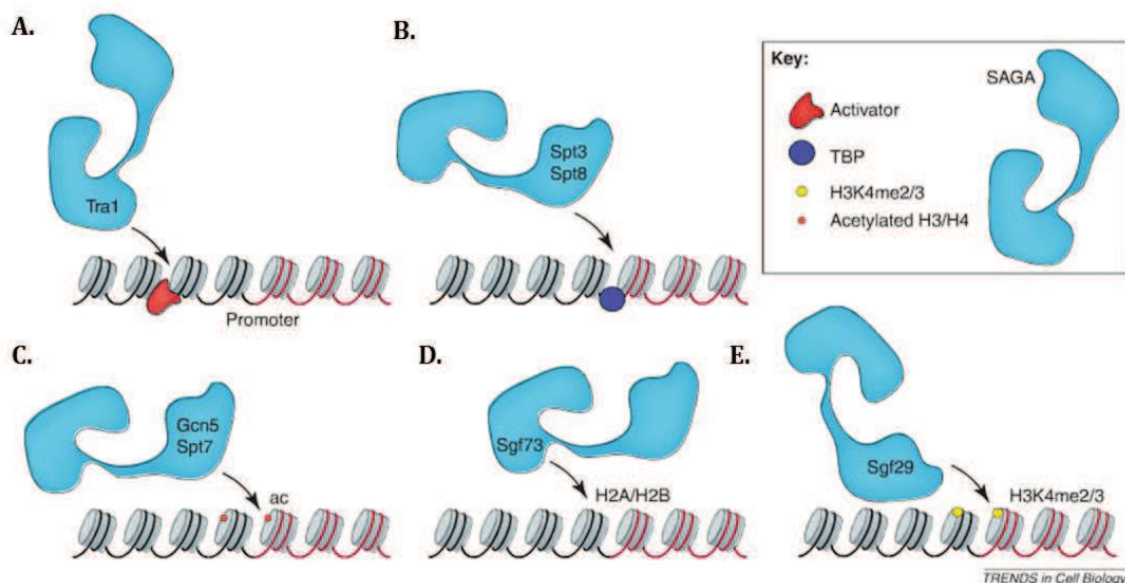 A.
Tra1
Promoter
B.
Spt3
Spt8
Key:
SAGA
Activator
TBP
H3K4me2/3
Acetylated H3/H4
C.
Gcn5
Spt7
ac
D.
Sgf73
H2A/H2B
E.
Sgf29
H3K4me2/3
TRENDS in Cell Biology